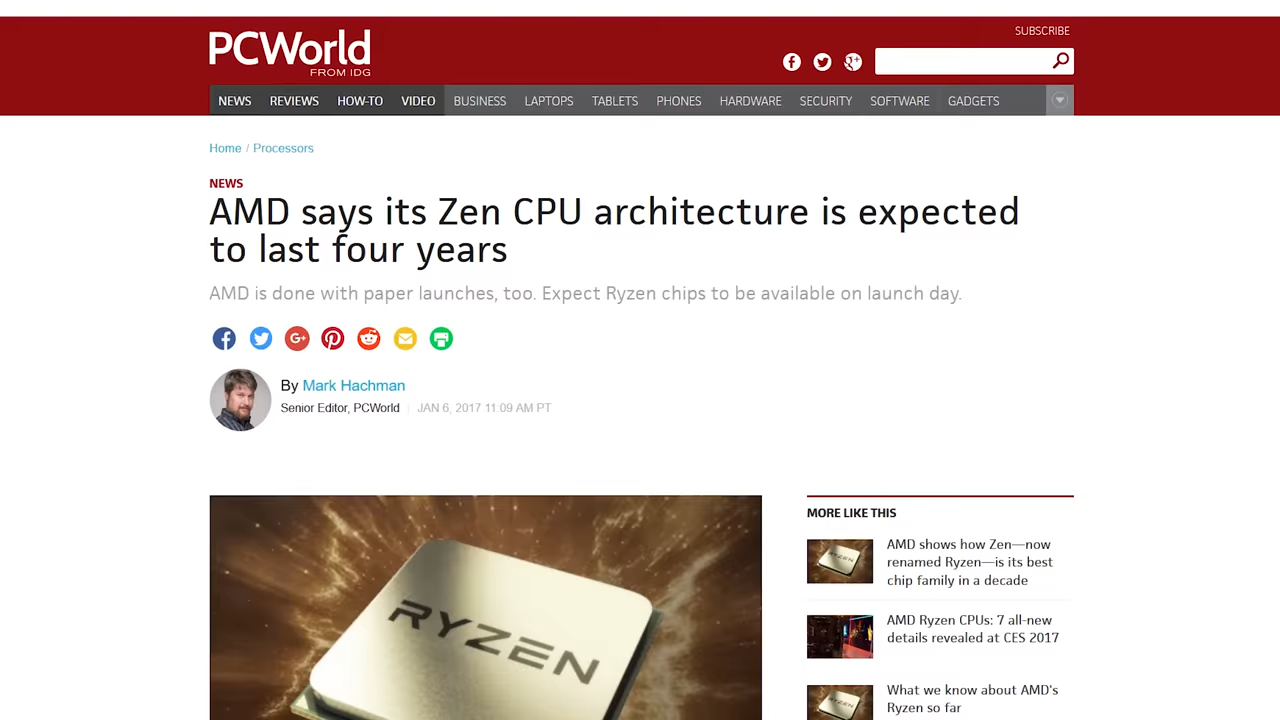 SUBSCRIBE
PCWorld
FROM IDG
NEWS REVIEWS HOW-TO VIDEO BUSINESS LAPTOPS TABLETS PHONES HARDWARE SECURITY SOFTWARE GADGETS
Home / Processors
NEWS
AMD says its Zen CPU architecture is expected
to last four years
AMD is done with paper launches, too. Expect Ryzen chips to be available on launch day.
By Mark Hachman
Senior Editor, PCWorld | JAN 6, 2017 11:09 AM PT
RYZEN
MORE LIKE THIS
AMD shows how Zen—now
renamed Ryzen—is its best
chip family in a decade
AMD Ryzen CPUs: 7 all-new
details revealed at CES 2017
What we know about AMD's
Ryzen so far